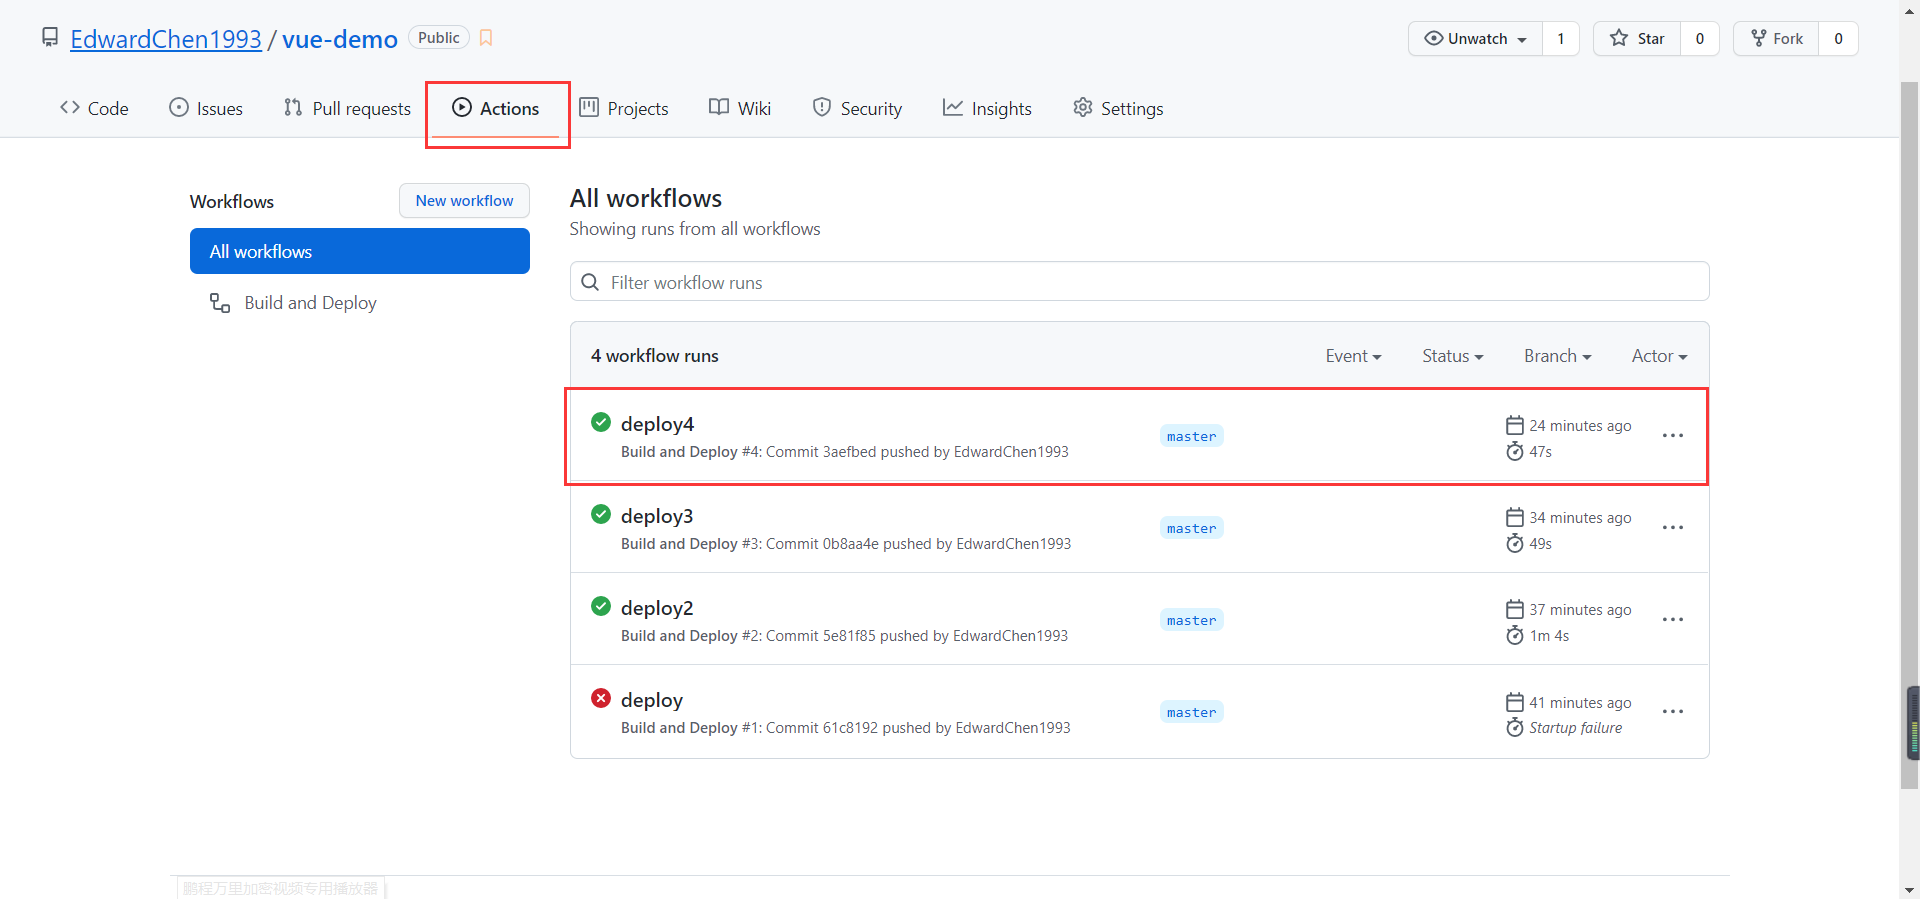 EdwardChen1993 / vue-demo Public
Unwatch 1 Star 0 Fork 0
Code Issues Pull requests Actions Projects Wiki Security Insights Settings
Workflows
New workflow
All workflows
Build and Deploy
All workflows
Showing runs from all workflows
Filter workflow runs
4 workflow runs Event Status Branch Actor
deploy4
Build and Deploy #4: Commit 3aefbed pushed by EdwardChen1993
master
24 minutes ago
47s
deploy3
Build and Deploy #3: Commit 0b8aa4e pushed by EdwardChen1993
master
34 minutes ago
49s
deploy2
Build and Deploy #2: Commit 5e81f85 pushed by EdwardChen1993
master
37 minutes ago
1m 4s
deploy
Build and Deploy #1: Commit 61c8192 pushed by EdwardChen1993
master
41 minutes ago
Startup failure
鹏程万里加密视频专用播放器